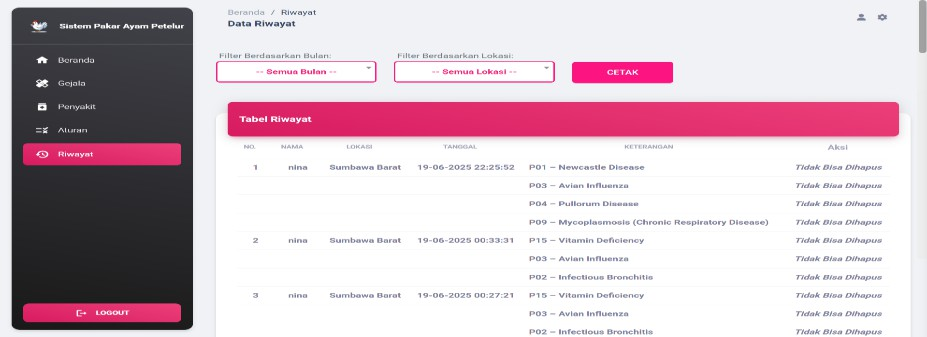 Sistem Pakar Ayam Petelur
Beranda
Gejala
Penyakit
Aturan
Riwayat
LOGOUT
Beranda / Riwayat
Data Riwayat
Filter Berdasarkan Bulan: Filter Berdasarkan Lokasi:
-- Semua Bulan -- -- Semua Lokasi -- CETAK
Tabel Riwayat
NO. NAMA LOKASI TANGGAL KETERANGAN Aksi
1 nina Sumbawa Barat 19-06-2025 22:25:52 P01 – Newcastle Disease Tidak Bisa Dihapus
P03 – Avian Influenza Tidak Bisa Dihapus
P04 – Pullorum Disease Tidak Bisa Dihapus
P09 – Mycoplasmosis (Chronic Respiratory Disease) Tidak Bisa Dihapus
2 nina Sumbawa Barat 19-06-2025 00:33:31 P15 – Vitamin Deficiency Tidak Bisa Dihapus
P03 – Avian Influenza Tidak Bisa Dihapus
P02 – Infectious Bronchitis Tidak Bisa Dihapus
3 nina Sumbawa Barat 19-06-2025 00:27:21 P15 – Vitamin Deficiency Tidak Bisa Dihapus
P03 – Avian Influenza Tidak Bisa Dihapus
P02 – Infectious Bronchitis Tidak Bisa Dihapus